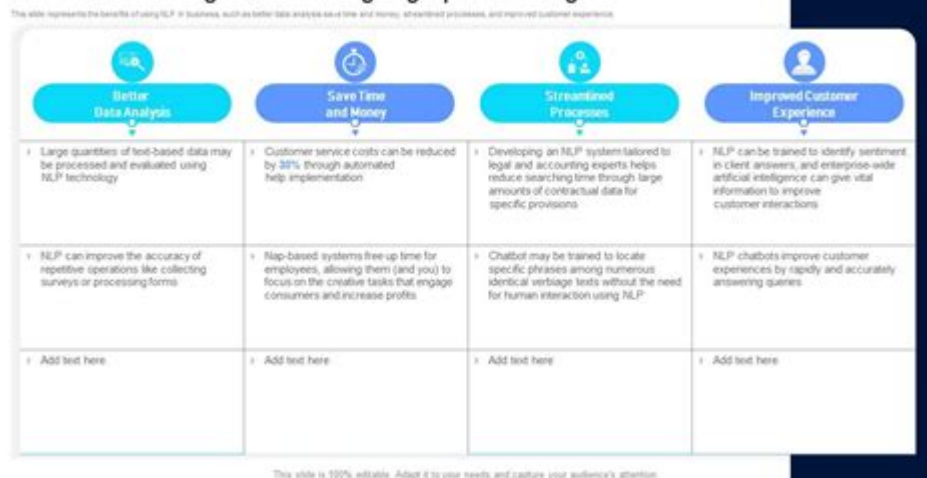 This slide represents the benefits of using NLP in business, such as better data analysis save time and money, streamlined processes, and improved customer experience.
Better
Data Analysis
Save Time
and Money
Streamlined
Processes
Improved Customer
Experience
Large quantities of text-based data may
be processed and evaluated using
NLP technology
Customer service costs can be reduced
by 30% through automated
help implementation
Developing an NLP system tailored to
legal and accounting experts helps
reduce searching time through large
amounts of contractual data for
specific provisions
NLP can be trained to identify sentiment
in client answers, and enterprise-wide
artificial intelligence can give vital
information to improve
customer interactions
NLP can improve the accuracy of
repetitive operations like collecting
surveys or processing forms
Nap-based systems free up time for
employees, allowing them (and you) to
focus on the creative tasks that engage
consumers and increase profits
Chatbot may be trained to locate
specific phrases among numerous
identical verbiage texts without the need
for human interaction using NLP
NLP chatbots improve customer
experiences by rapidly and accurately
answering queries
Add text here
Add text here
Add text here
Add text here
This slide is 100% editable. Adapt it to your needs and capture your audience's attention.